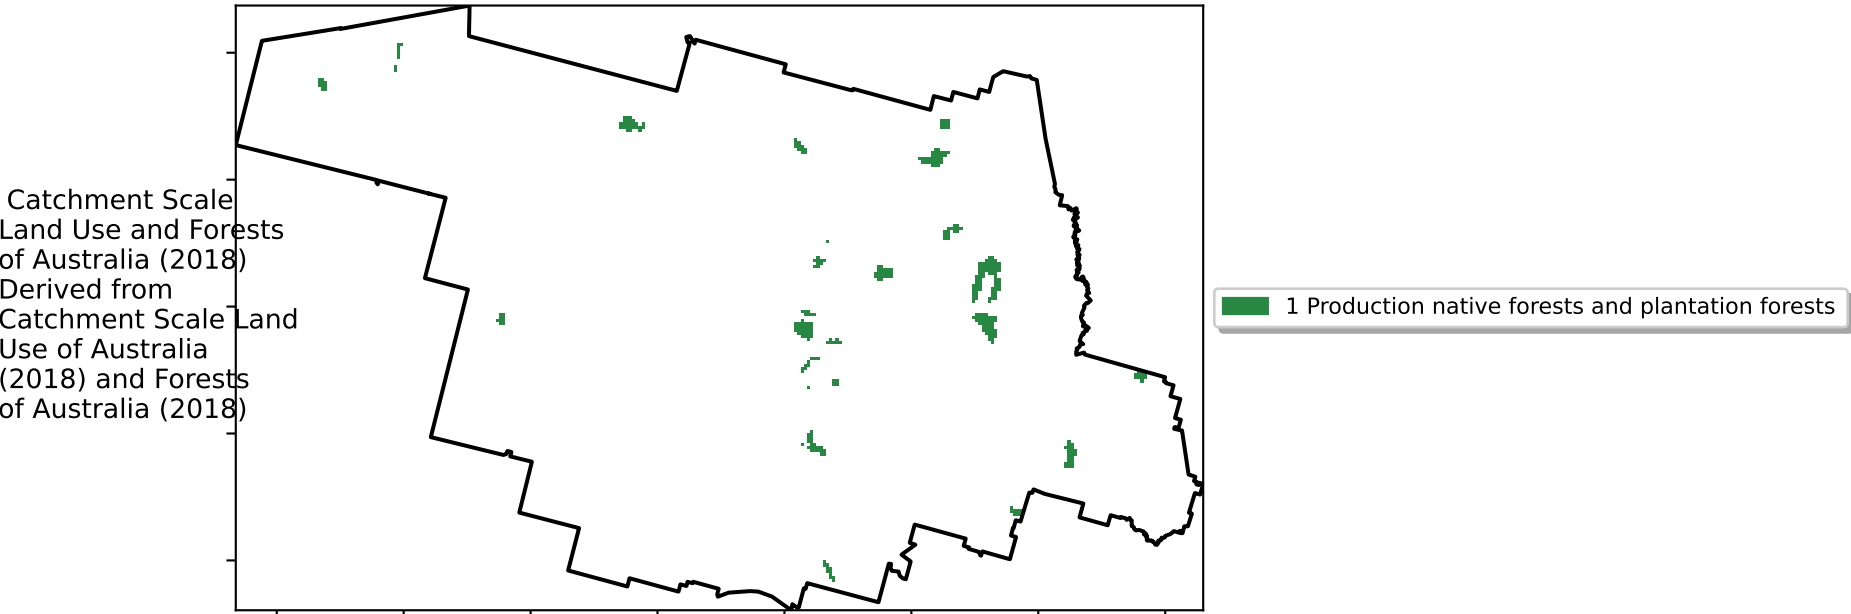 Catchment Scale
Land Use and Forests
of Australia (2018)
Derived from
Catchment Scale Land
Use of Australia
(2018) and Forests
of Australia (2018)
1 Production native forests and plantation forests